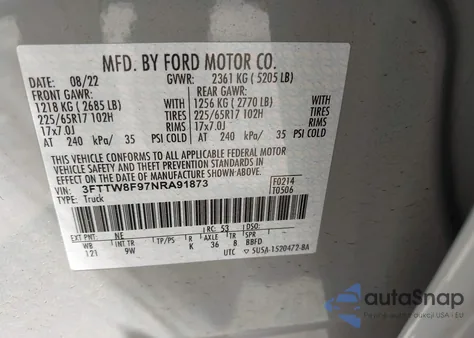 MFD. BY FORD MOTOR CO.
DATE: 08/22 GVWR: 2361 KG ( 5205 LB)
FRONT GAWR: REAR GAWR:
1218 KG ( 2685 LB) 1256 KG ( 2770 LB)
225/65R17 102H TIRES 225/65R17 102H TIRES
17x7.0J RIMS 17x7.0J RIMS
AT 240 kPa/ 35 PSI COLD AT 240 kPa/ 35 PSI COLD
THIS VEHICLE CONFORMS TO ALL APPLICABLE FEDERAL MOTOR
VEHICLE SAFETY AND THEFT PREVENTION STANDARDS IN
EFFECT ON THE DATE OF MANUFACTURE SHOWN ABOVE.
VIN: 3FTTW8F97NRA91873 F0214
TYPE: Truck T0506
EXT PNT: NE RC: 53 DSO:
WB INT TR TP/PS R AXLE TR SPR
121 9W K 36 8 BBFD
UTC ▽ 5U5A-1520472-BA
autoSnap